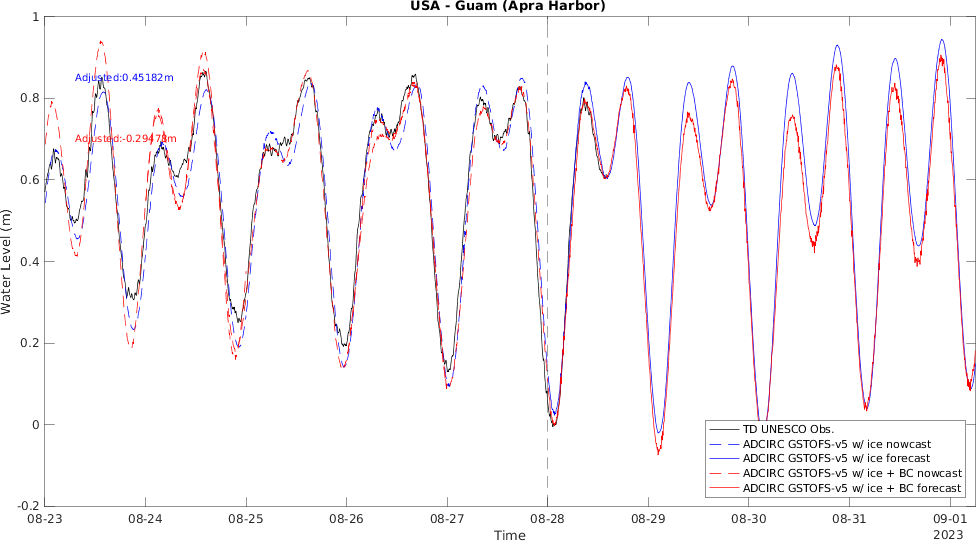 USA - Guam (Apra Harbor)
1
0.8
0.6
0.4
0.2
0
-0.2
Water Level (m)
Adjusted:0.45182m
Adjusted:-0.29478m
TD UNESCO Obs.
ADCIRC GSTOFS-v5 w/ ice nowcast
ADCIRC GSTOFS-v5 w/ ice forecast
ADCIRC GSTOFS-v5 w/ ice + BC nowcast
ADCIRC GSTOFS-v5 w/ ice + BC forecast
08-23 08-24 08-25 08-26 08-27 08-28 08-29 08-30 08-31 09-01
2023
Time